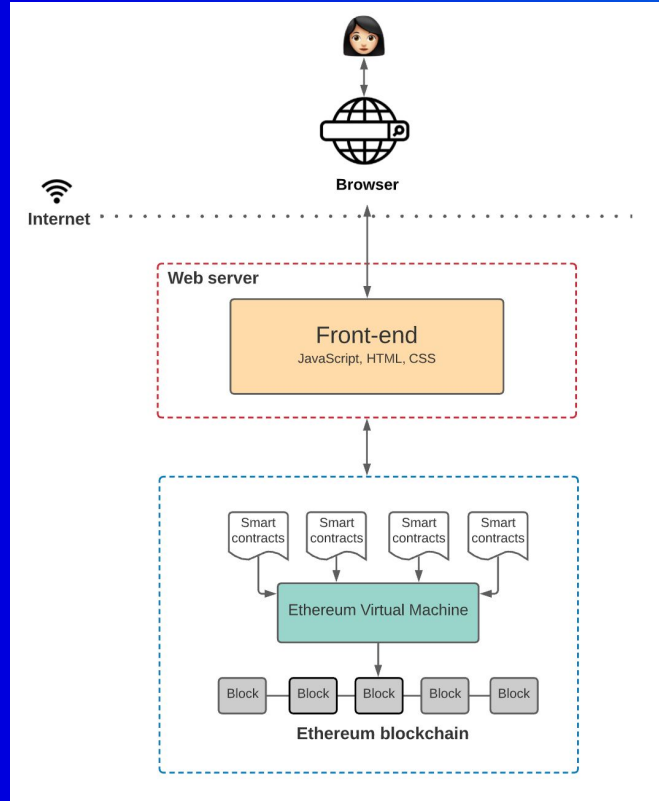 Browser
Internet
Web server
Front-end
JavaScript, HTML, CSS
Smart
contracts
Smart
contracts
Smart
contracts
Smart
contracts
Ethereum Virtual Machine
Block
Block
Block
Block
Block
Ethereum blockchain